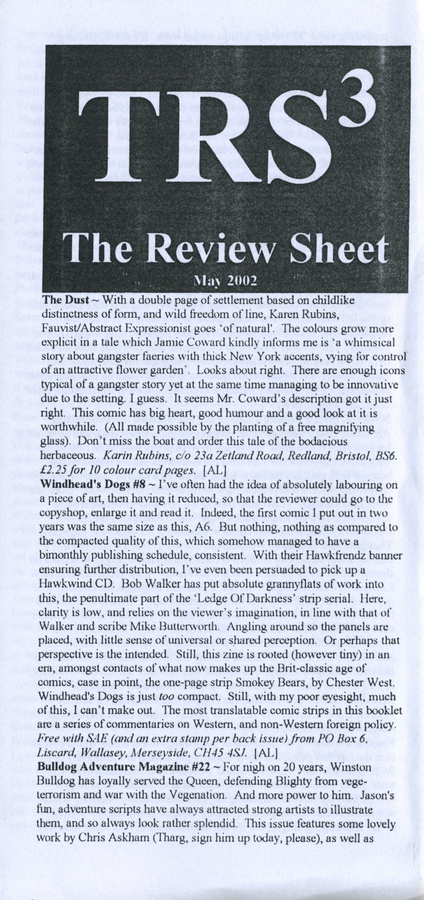 TRS³
The Review Sheet
May 2002
The Dust ~ With a double page of settlement based on childlike
distinctness of form, and wild freedom of line, Karen Rubins,
Fauvist/Abstract Expressionist goes 'of natural'. The colours grow more
explicit in a tale which Jamie Coward kindly informs me is 'a whimsical
story about gangster faeries with thick New York accents, vying for control
of an attractive flower garden'. Looks about right. There are enough icons
typical of a gangster story yet at the same time managing to be innovative
due to the setting. I guess. It seems Mr. Coward's description got it just
right. This comic has big heart, good humour and a good look at it is
worthwhile. (All made possible by the planting of a free magnifying
glass). Don't miss the boat and order this tale of the bodacious
herbaceous. Karin Rubins, c/o 23a Zetland Road, Redland, Bristol, BS6.
£2.25 for 10 colour card pages. [AL]
Windhead's Dogs #8 ~ I've often had the idea of absolutely labouring on
a piece of art, then having it reduced, so that the reviewer could go to the
copyshop, enlarge it and read it. Indeed, the first comic I put out in two
years was the same size as this, A6. But nothing, nothing as compared to
the compacted quality of this, which somehow managed to have a
bimonthly publishing schedule, consistent. With their Hawkfrendz banner
ensuring further distribution, I've even been persuaded to pick up a
Hawkwind CD. Bob Walker has put absolute grannyflats of work into
this, the penultimate part of the 'Ledge Of Darkness' strip serial. Here,
clarity is low, and relies on the viewer's imagination, in line with that of
Walker and scribe Mike Butterworth. Angling around so the panels are
placed, with little sense of universal or shared perception. Or perhaps that
perspective is the intended. Still, this zine is rooted (however tiny) in an
era, amongst contacts of what now makes up the Brit-classic age of
comics, case in point, the one-page strip Smokey Bears, by Chester West.
Windhead's Dogs is just too compact. Still, with my poor eyesight, much
of this, I can't make out. The most translatable comic strips in this booklet
are a series of commentaries on Western, and non-Western foreign policy.
Free with SAE (and an extra stamp per back issue) from PO Box 6,
Liscard, Wallasey, Merseyside, CH45 4SJ. [AL]
Bulldog Adventure Magazine #22 ~ For nigh on 20 years, Winston
Bulldog has loyally served the Queen, defending Blighty from vege-
terrorism and war with the Vegenation. And more power to him. Jason's
fun, adventure scripts have always attracted strong artists to illustrate
them, and so always look rather splendid. This issue features some lovely
work by Chris Askham (Tharg, sign him up today, please), as well as